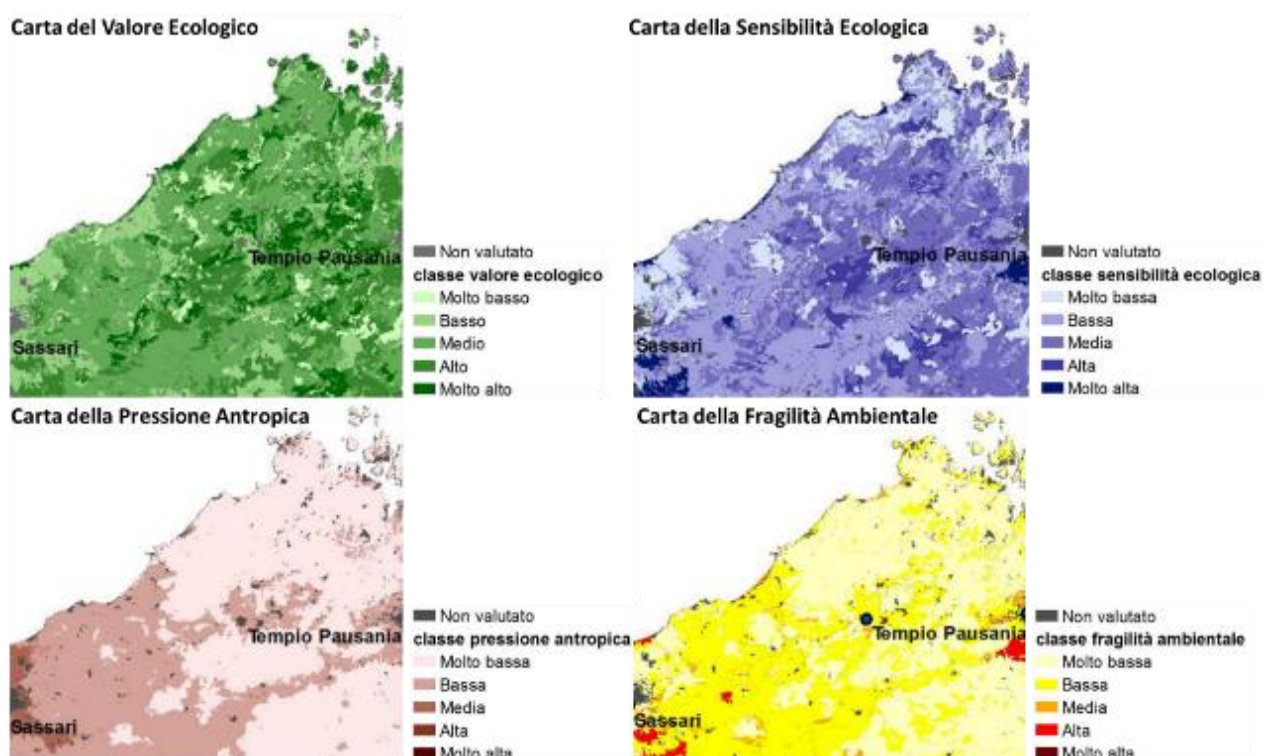 Carta del Valore Ecologico
Tempio Pausania
Sassari
Non valutato
classe valore ecologico
Molto basso
Basso
Medio
Alto
Molto alto
Carta della Sensibilità Ecologica
Tempio Pausania
Sassari
Non valutato
classe sensibilità ecologica
Molto bassa
Bassa
Media
Alta
Molto alta
Carta della Pressione Antropica
Tempio Pausania
Sassari
Non valutato
classe pressione antropica
Molto bassa
Bassa
Media
Alta
Molto alta
Carta della Fragilità Ambientale
Tempio Pausania
Sassari
Non valutato
classe fragilità ambientale
Molto bassa
Bassa
Media
Alta
Molto alta